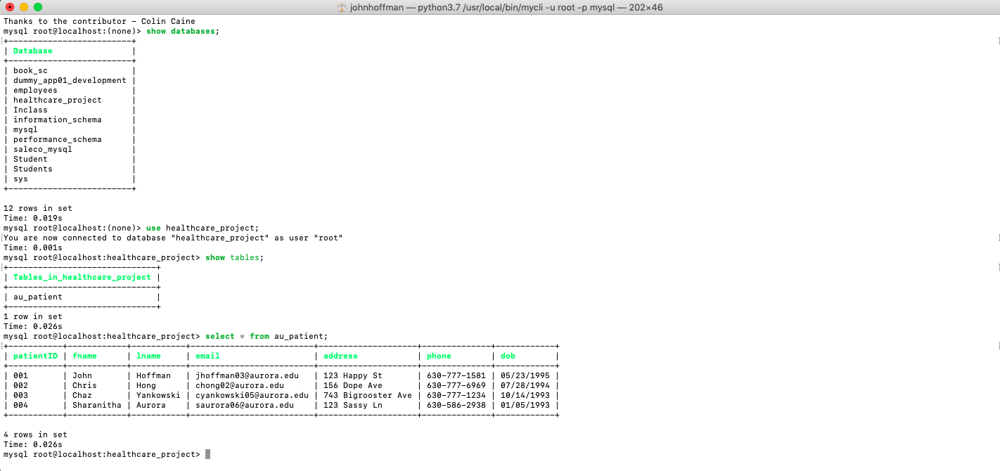 johnhoffman — python3.7 /usr/local/bin/mycli -u root -p mysql — 202×46
Thanks to the contributor - Colin Caine
mysql root@localhost:(none)> show databases;
[+-------------------------+ ]
| Database                |
+-------------------------+
| book_sc                 |
| dummy_app01_development |
| employees               |
| healthcare_project      |
| Inclass                 |
| information_schema      |
| mysql                   |
| performance_schema      |
| saleco_mysql            |
| Student                 |
| Students                |
| sys                     |
+-------------------------+
12 rows in set
Time: 0.019s
mysql root@localhost:(none)> use healthcare_project;
[You are now connected to database "healthcare_project" as user "root" ]
Time: 0.001s
mysql root@localhost:healthcare_project> show tables;
[+------------------------------+ ]
| Tables_in_healthcare_project |
+------------------------------+
| au_patient                   |
+------------------------------+
1 row in set
Time: 0.026s
mysql root@localhost:healthcare_project> select * from au_patient;
[+-----------+------------+-----------+-------------------------+--------------------+--------------+------------+ ]
| patientID | fname      | lname     | email                   | address            | phone        | dob        |
+-----------+------------+-----------+-------------------------+--------------------+--------------+------------+
| 001       | John       | Hoffman   | jhoffman03@aurora.edu   | 123 Happy St       | 630-777-1581 | 05/23/1995 |
| 002       | Chris      | Hong      | chong02@aurora.edu      | 156 Dope Ave       | 630-777-6969 | 07/28/1994 |
| 003       | Chaz       | Yankowski | cyankowski05@aurora.edu | 743 Bigrooster Ave | 630-777-1234 | 10/14/1993 |
| 004       | Sharanitha | Aurora    | saurora06@aurora.edu    | 123 Sassy Ln       | 630-586-2938 | 01/05/1993 |
+-----------+------------+-----------+-------------------------+--------------------+--------------+------------+
4 rows in set
Time: 0.026s
mysql root@localhost:healthcare_project>